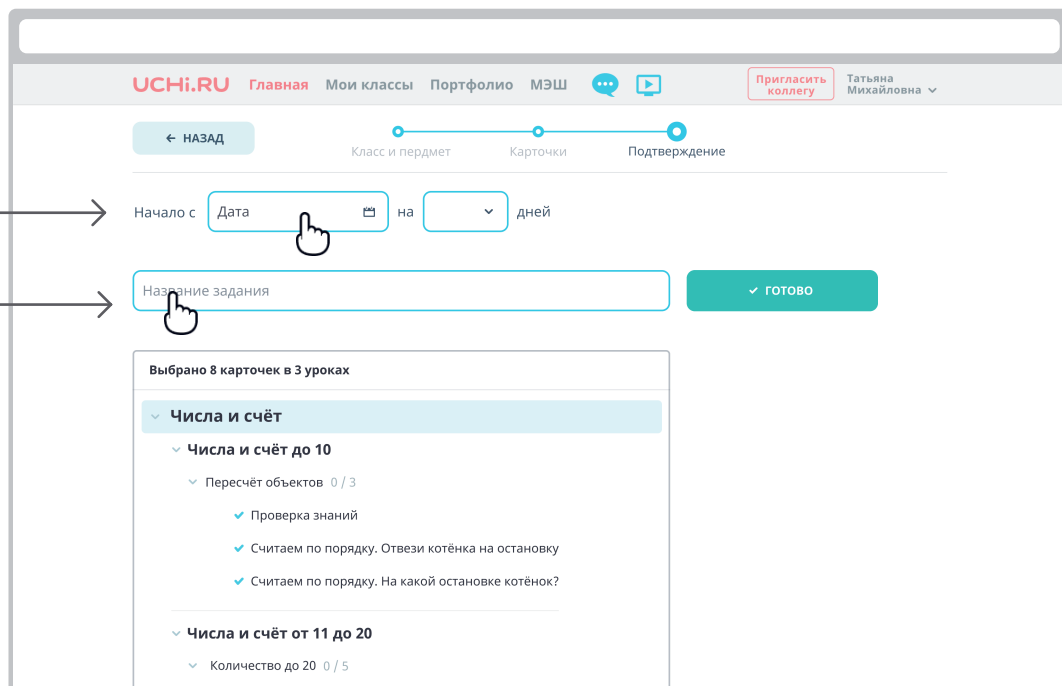 UCHi.RU Главная Мои классы Портфолио МЭШ Пригласить коллегу Татьяна Михайловна
← НАЗАД
Класс и пердмет Карточки Подтверждение
Начало с Дата на дней
Название задания ГОТОВО
Выбрано 8 карточек в 3 уроках
Числа и счёт
Числа и счёт до 10
Пересчёт объектов 0 / 3
Проверка знаний
Считаем по порядку. Отвези котёнка на остановку
Считаем по порядку. На какой остановке котёнок?
Числа и счёт от 11 до 20
Количество до 20 0 / 5